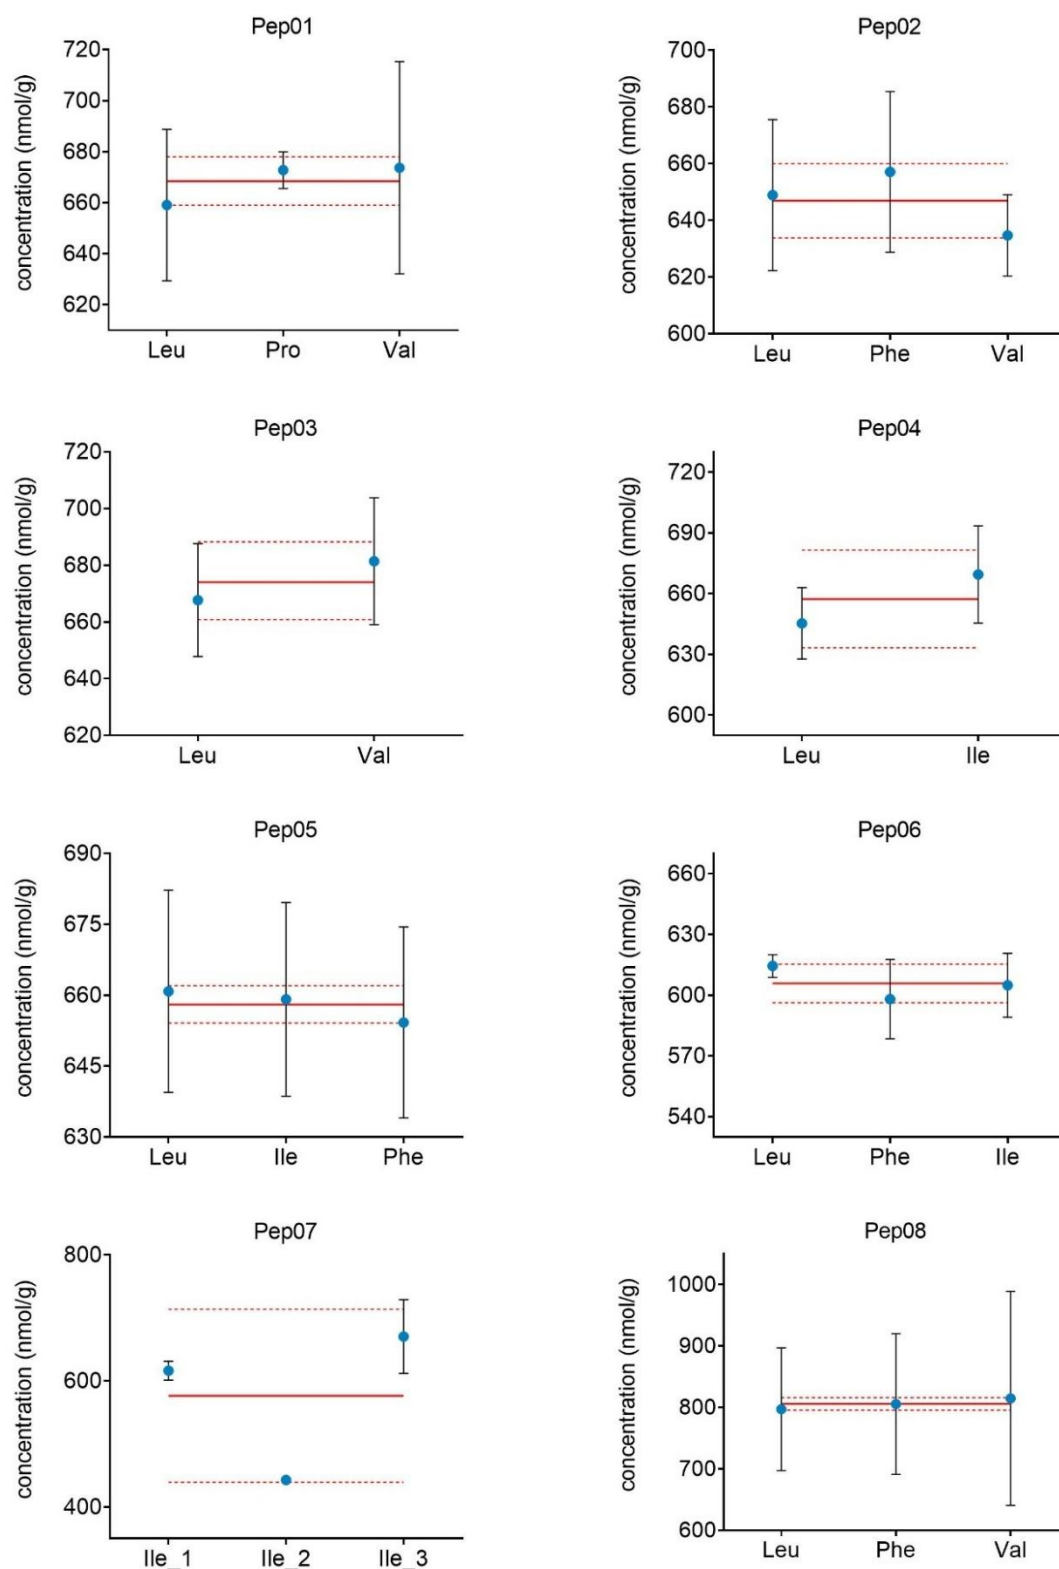 Pep01
concentration (nmol/g)
720
700
680
660
640
620
Leu Pro Val
Pep02
concentration (nmol/g)
700
680
660
640
620
600
Leu Phe Val
Pep03
concentration (nmol/g)
720
700
680
660
640
620
Leu Val
Pep04
concentration (nmol/g)
720
690
660
630
600
Leu Ile
Pep05
concentration (nmol/g)
690
675
660
645
630
Leu Ile Phe
Pep06
concentration (nmol/g)
660
630
600
570
540
Leu Phe Ile
Pep07
concentration (nmol/g)
800
600
400
Ile_1 Ile_2 Ile_3
Pep08
concentration (nmol/g)
1000
900
800
700
600
Leu Phe Val